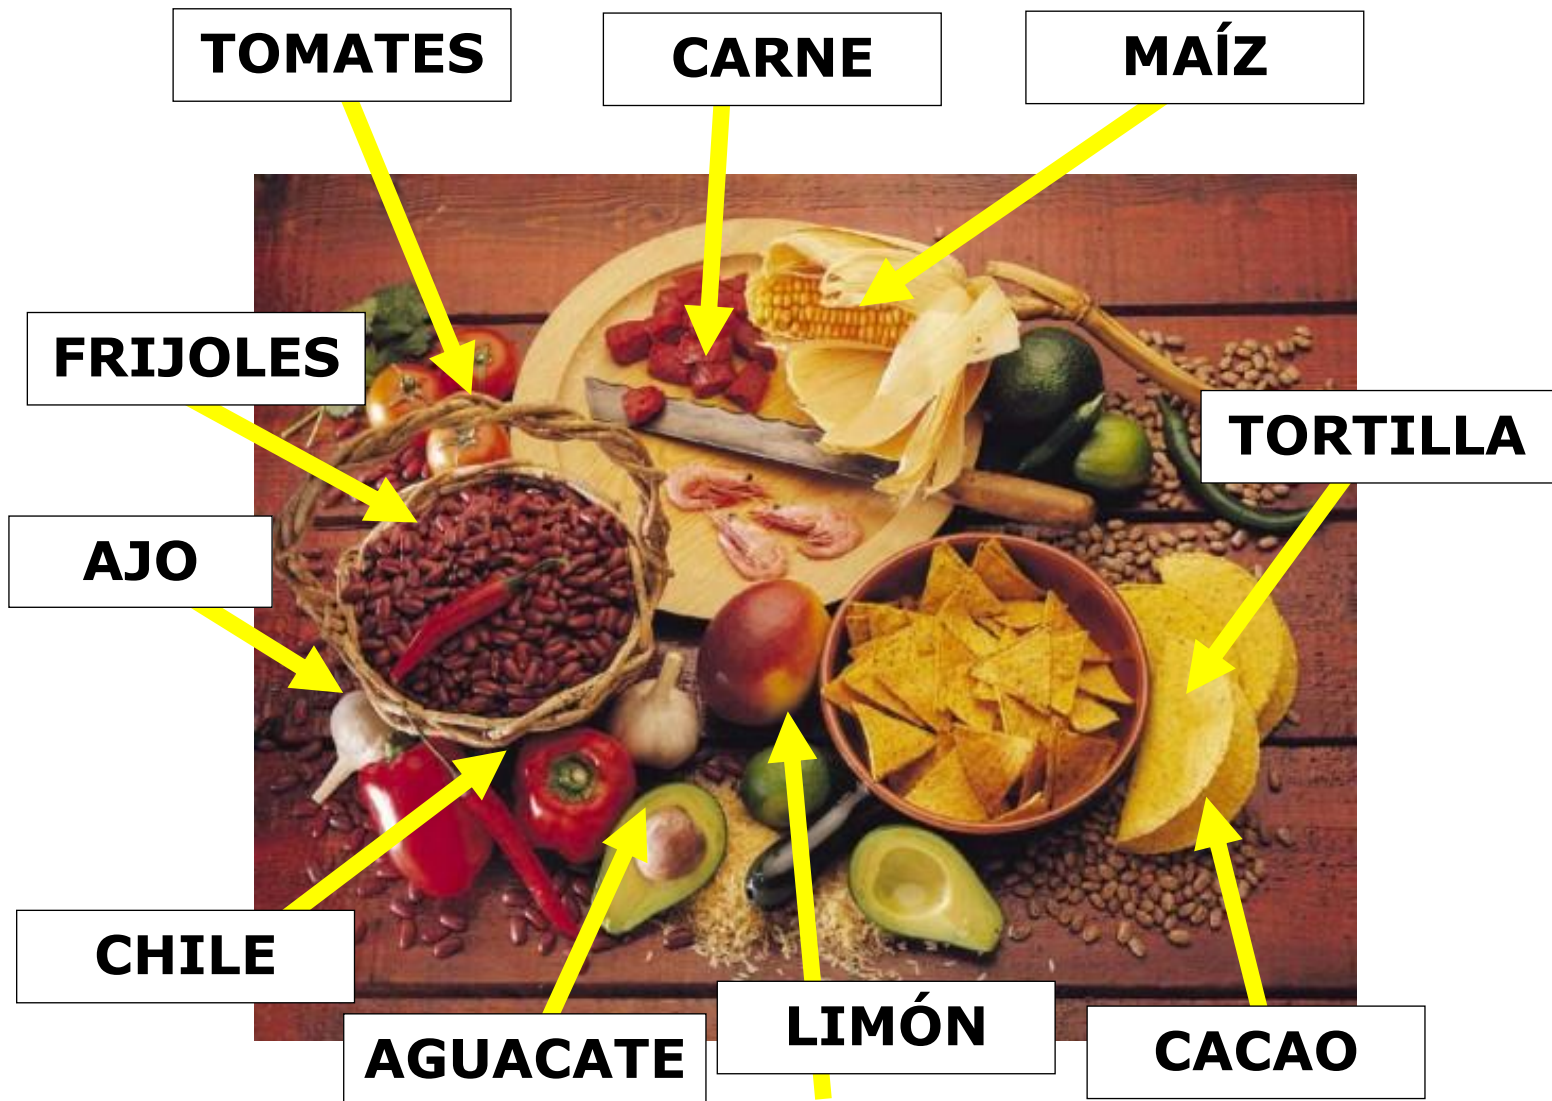 TOMATES
CARNE
MAÍZ
FRIJOLES
TORTILLA
AJO
CHILE
AGUACATE
LIMÓN
CACAO